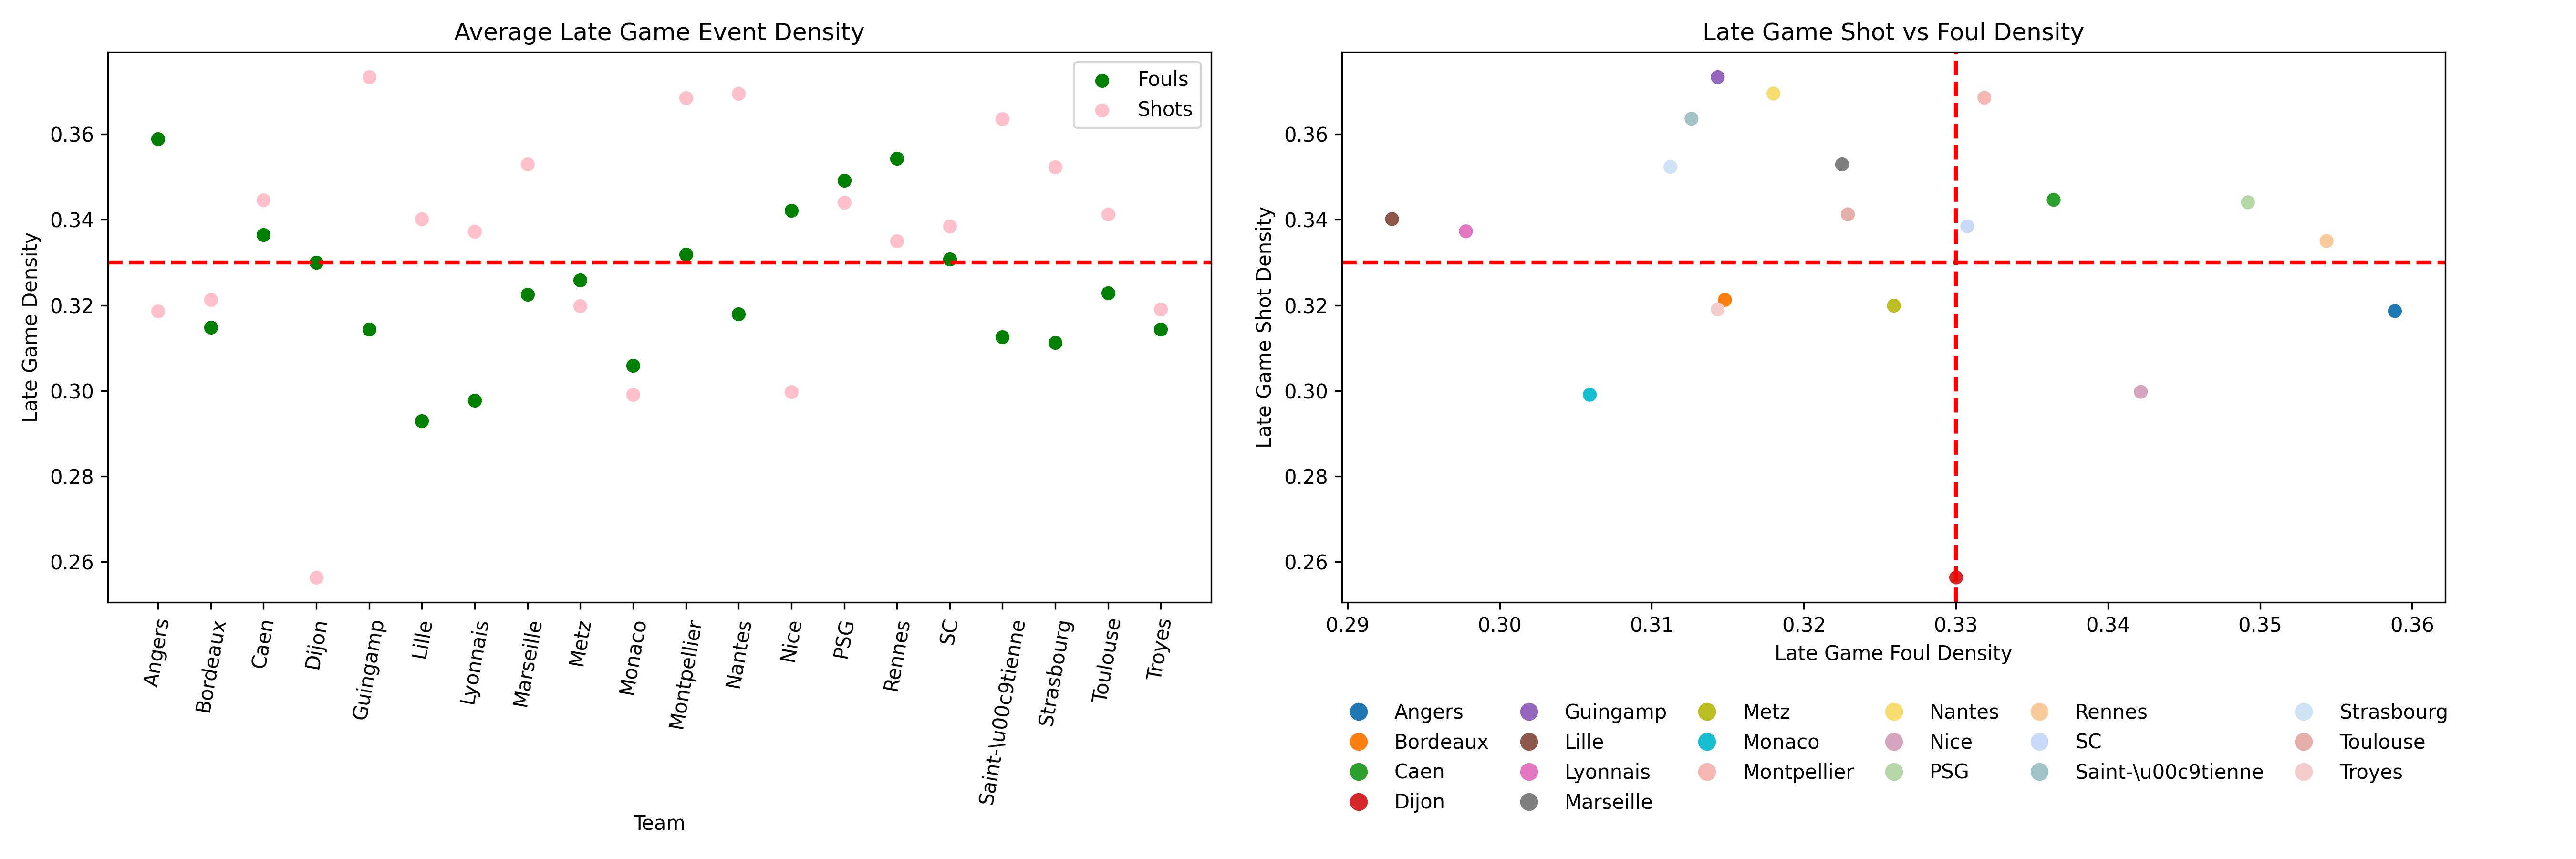 Average Late Game Event Density
Late Game Density
0.36
0.34
0.32
0.30
0.28
0.26
Fouls
Shots
Angers
Bordeaux
Caen
Dijon
Guingamp
Lille
Lyonnais
Marseille
Metz
Monaco
Montpellier
Nantes
Nice
PSG
Rennes
SC
Saint-\u00c9tienne
Strasbourg
Toulouse
Troyes
Team
Late Game Shot vs Foul Density
Late Game Shot Density
0.36
0.34
0.32
0.30
0.28
0.26
0.29 0.30 0.31 0.32 0.33 0.34 0.35 0.36
Late Game Foul Density
Angers
Bordeaux
Caen
Dijon
Guingamp
Lille
Lyonnais
Marseille
Metz
Monaco
Montpellier
Nantes
Nice
PSG
Rennes
SC
Saint-\u00c9tienne
Strasbourg
Toulouse
Troyes